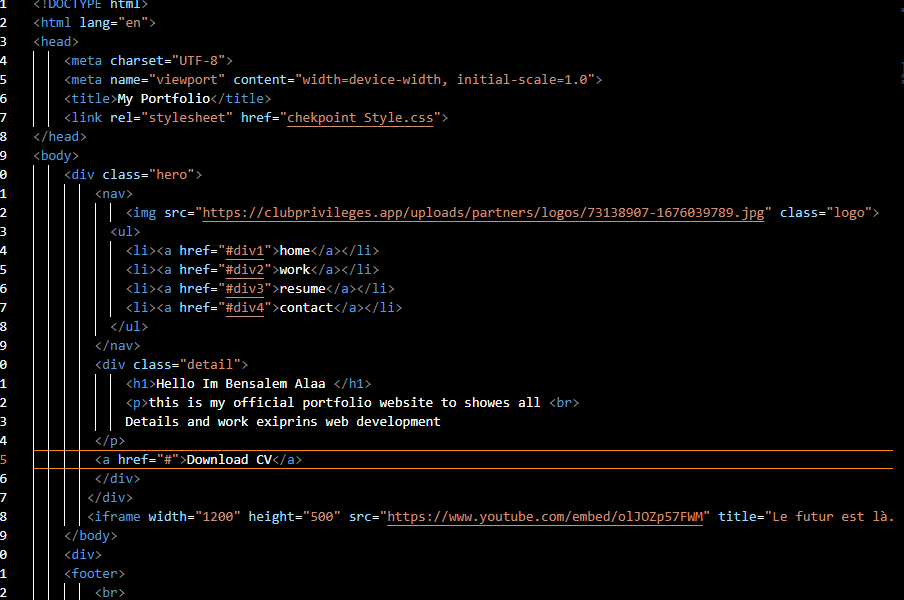 1 <!DOCTYPE html>
2 <html lang="en">
3 <head>
4 <meta charset="UTF-8">
5 <meta name="viewport" content="width=device-width, initial-scale=1.0">
6 <title>My Portfolio</title>
7 <link rel="stylesheet" href="chekpoint Style.css">
8 </head>
9 <body>
0 <div class="hero">
1 <nav>
2 <img src="https://clubprivileges.app/uploads/partners/logos/73138907-1676039789.jpg" class="logo">
3 <ul>
4 <li><a href="#div1">home</a></li>
5 <li><a href="#div2">work</a></li>
6 <li><a href="#div3">resume</a></li>
7 <li><a href="#div4">contact</a></li>
8 </ul>
9 </nav>
0 <div class="detail">
1 <h1>Hello Im Bensalem Alaa </h1>
2 <p>this is my official portfolio website to showes all <br>
3 Details and work exiprins web development
4 </p>
5 <a href="#">Download CV</a>
6 </div>
7 </div>
8 <iframe width="1200" height="500" src="https://www.youtube.com/embed/olJOZp57FWM" title="Le futur est là.
9 </body>
0 <div>
1 <footer>
2 <br>